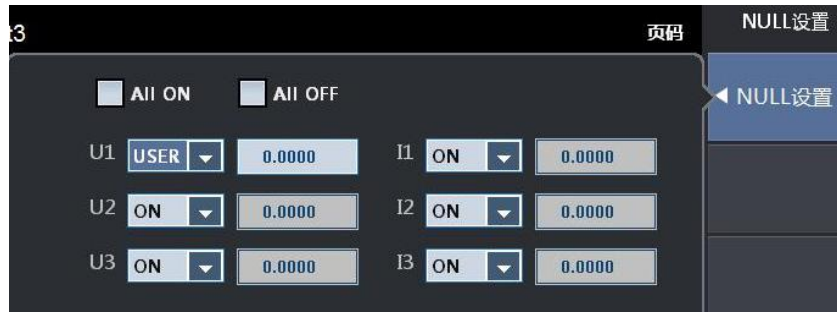 t3 页码 NULL设置
All ON All OFF NULL设置
U1 USER 0.0000 I1 ON 0.0000
U2 ON 0.0000 I2 ON 0.0000
U3 ON 0.0000 I3 ON 0.0000